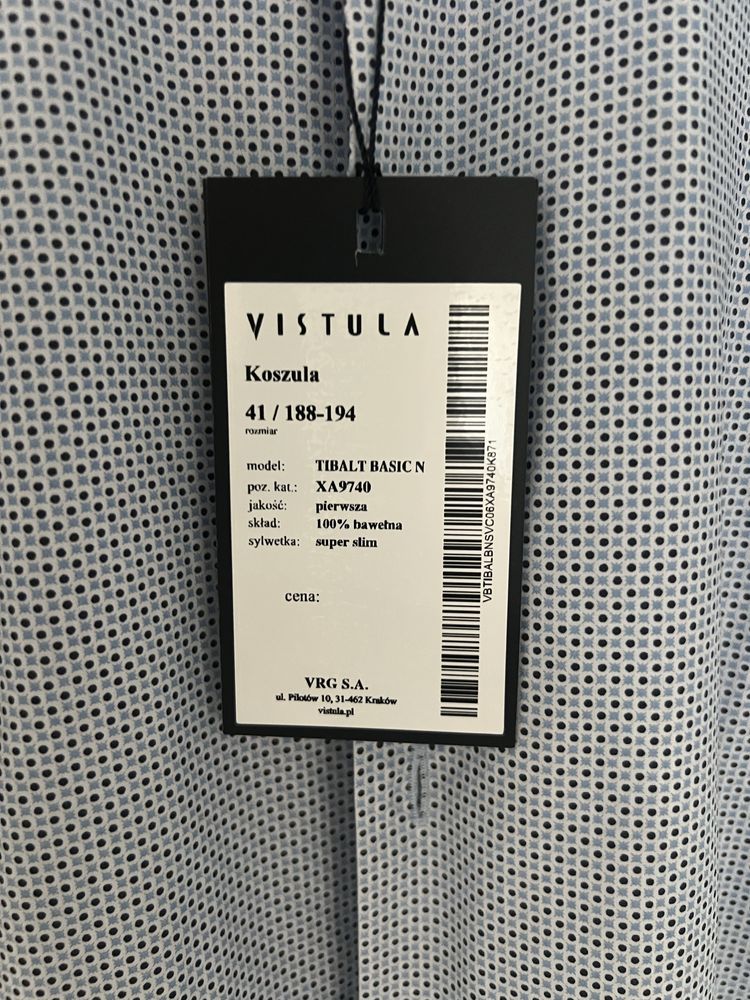 VISTULA
Koszula
41 / 188-194
rozmiar
model: TIBALT BASIC N
poz. kat.: XA9740
jakość: pierwsza
skład: 100% bawełna
sylwetka: super slim
cena:
VRG S.A.
ul. Pilotów 10, 31-462 Kraków
vistula.pl
VBTIBALBNSVC06XA9740K871